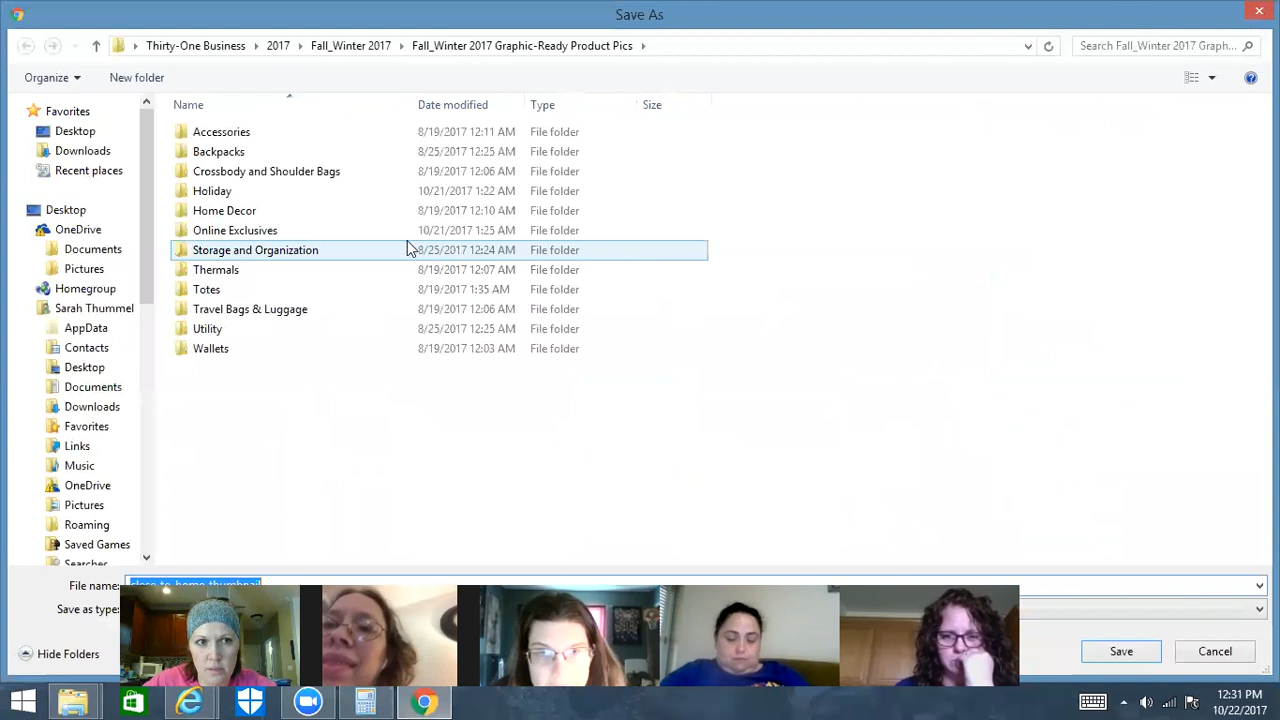 Save As
Thirty-One Business 2017 Fall_Winter 2017 Fall_Winter 2017 Graphic-Ready Product Pics Search Fall_Winter 2017 Graph...
Organize New folder
Name Date modified Type Size
Favorites
Desktop
Downloads
Recent places
Desktop
OneDrive
Documents
Pictures
Homegroup
Sarah Thummel
AppData
Contacts
Desktop
Documents
Downloads
Favorites
Links
Music
OneDrive
Pictures
Roaming
Saved Games
Searches
Accessories 8/19/2017 12:11 AM File folder
Backpacks 8/25/2017 12:25 AM File folder
Crossbody and Shoulder Bags 8/19/2017 12:06 AM File folder
Holiday 10/21/2017 1:22 AM File folder
Home Decor 8/19/2017 12:10 AM File folder
Online Exclusives 10/21/2017 1:25 AM File folder
Storage and Organization 8/25/2017 12:24 AM File folder
Thermals 8/19/2017 12:07 AM File folder
Totes 8/19/2017 1:35 AM File folder
Travel Bags & Luggage 8/19/2017 12:06 AM File folder
Utility 8/25/2017 12:25 AM File folder
Wallets 8/19/2017 12:03 AM File folder
File name: close-to-home-thumbnail
Save as type:
Hide Folders Save Cancel
12:31 PM
10/22/2017